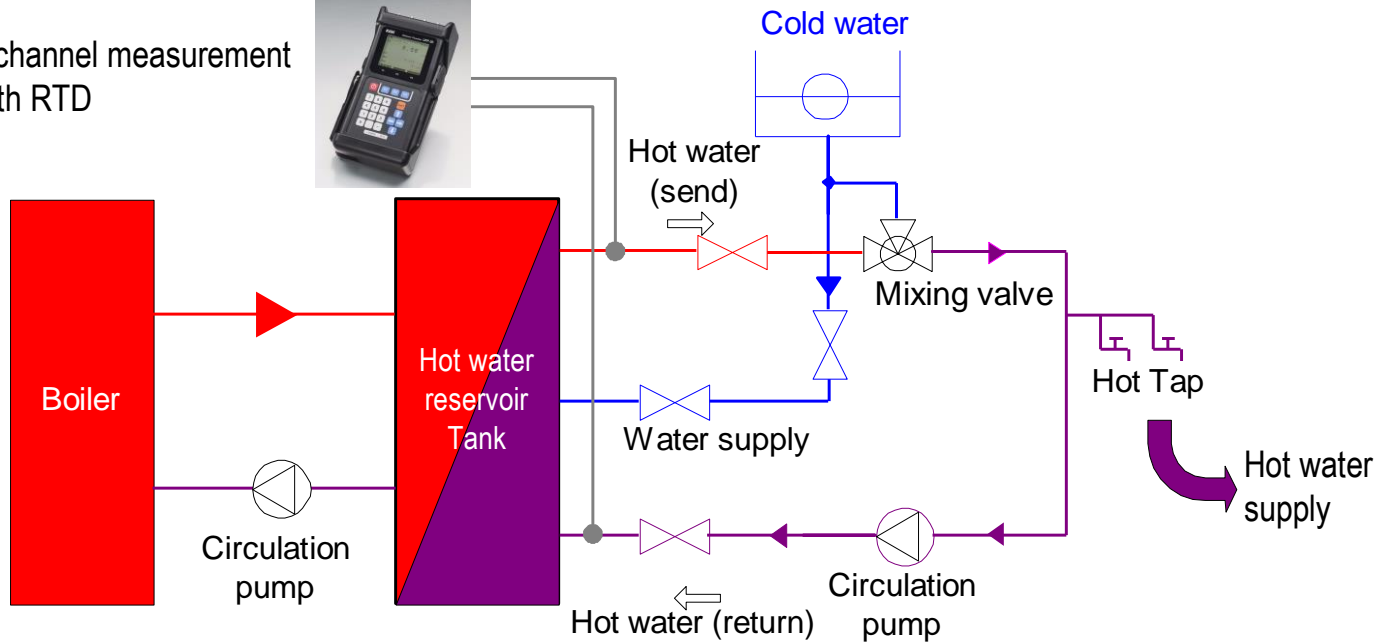 channel measurement
th RTD
Cold water
Hot water
(send)
Mixing valve
Boiler
Hot water
reservoir
Tank
Water supply
Hot Tap
Hot water
supply
Circulation
pump
Circulation
pump
Hot water (return)